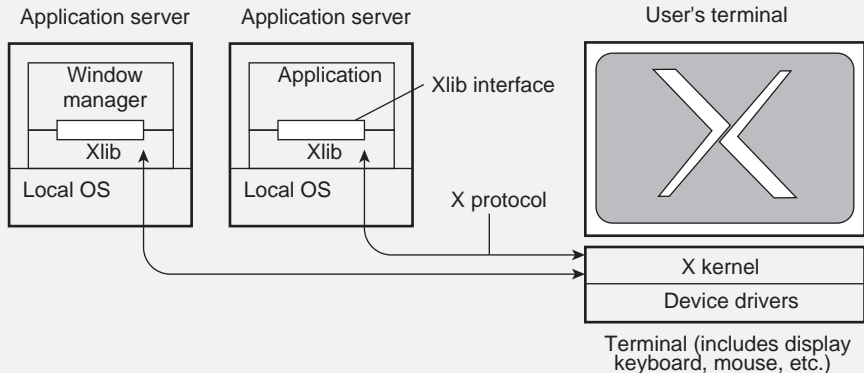 Application server
Application server
User's terminal
Window
manager
Application
Xlib interface
Xlib
Xlib
Local OS
Local OS
X protocol
X kernel
Device drivers
Terminal (includes display
keyboard, mouse, etc.)